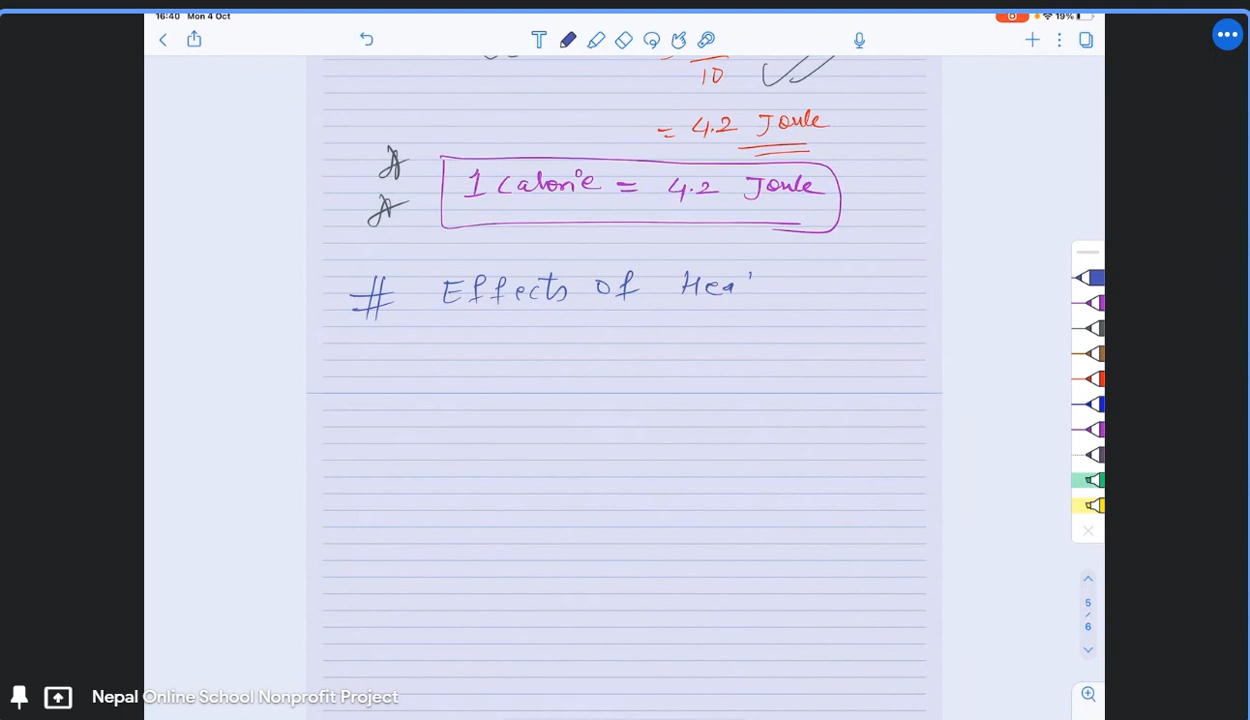 16:40 Mon 4 Oct
19%
10
= 4.2 Joule
1 Calorie = 4.2 Joule
# Effects of Hea'
5
/
6
Nepal Online School Nonprofit Project